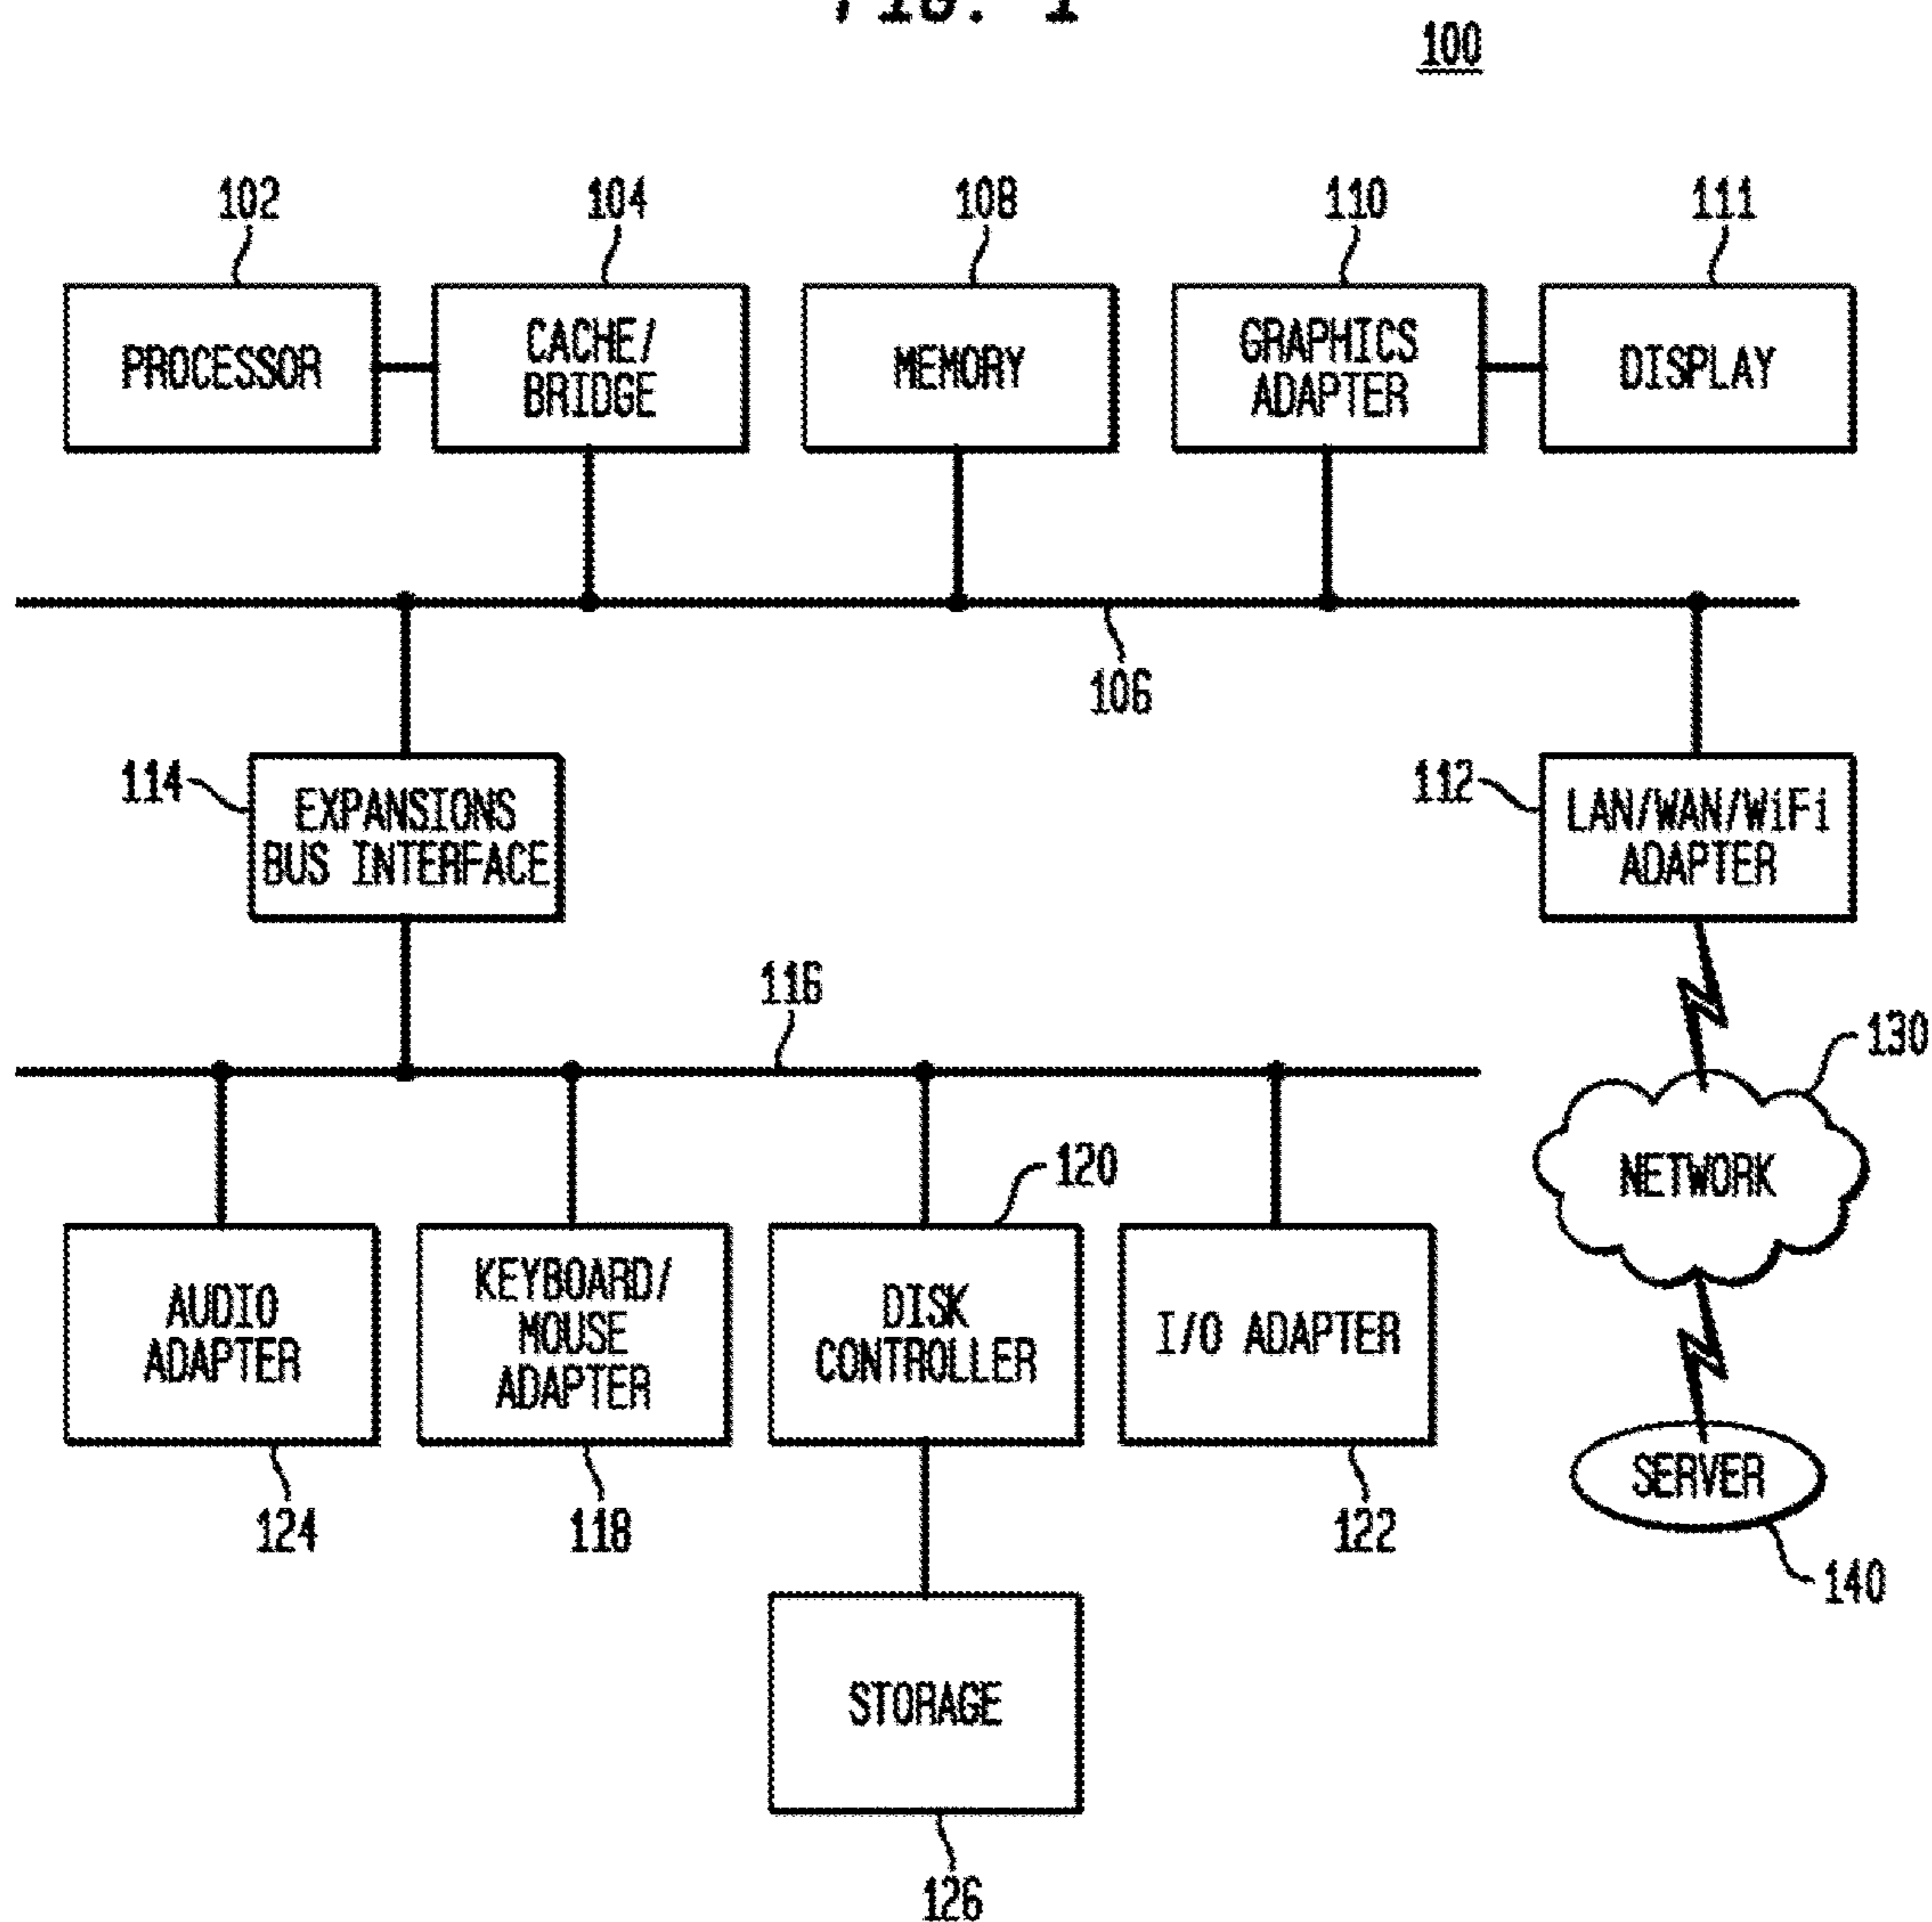 FIG. 1
100
102
104
108
110
111
PROCESSOR
CACHE/
BRIDGE
MEMORY
GRAPHICS
ADAPTER
DISPLAY
106
114
EXPANSIONS
BUS INTERFACE
112
LAN/WAN/WiFi
ADAPTER
116
130
NETWORK
120
AUDIO
ADAPTER
KEYBOARD/
MOUSE
ADAPTER
DISK
CONTROLLER
I/O ADAPTER
124
118
122
SERVER
140
STORAGE
126